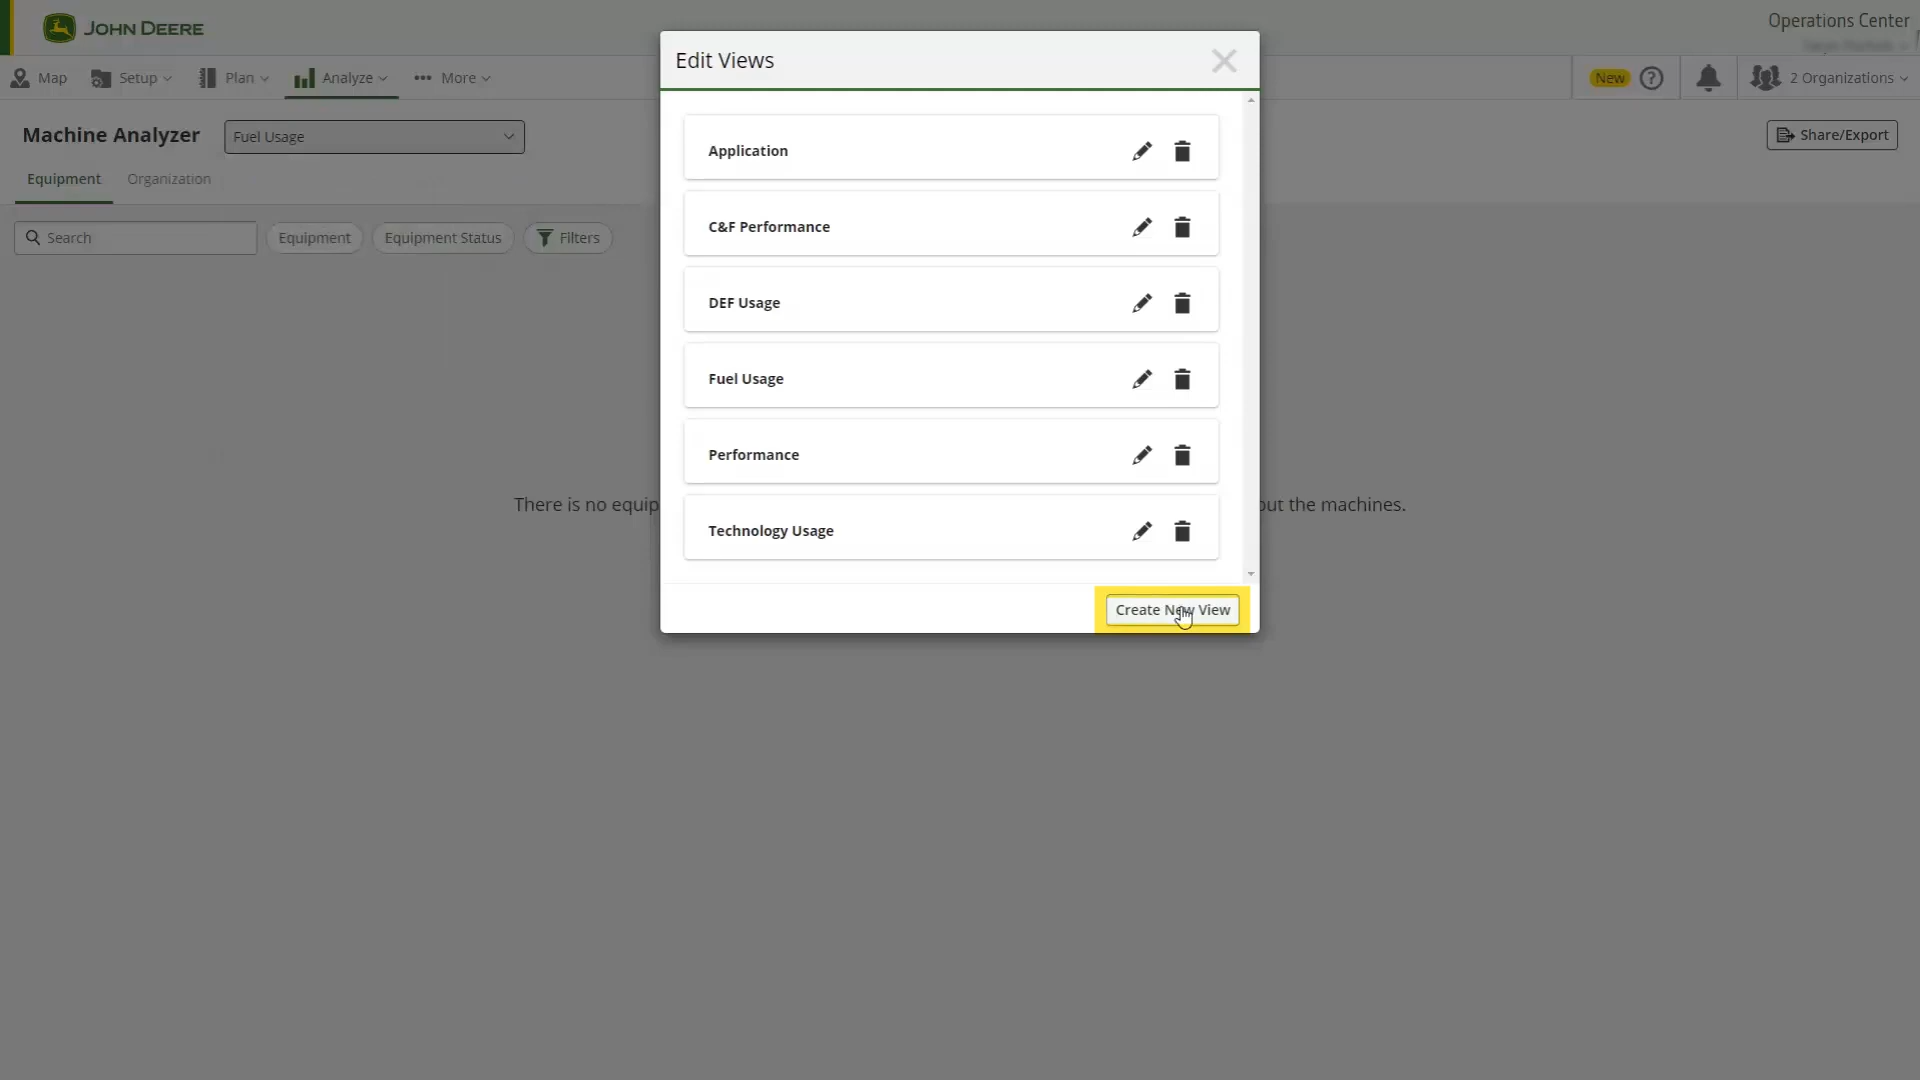 JOHN DEERE
Operations Center
Map
Setup
Plan
Analyze
More
New
?
2 Organizations
Machine Analyzer
Fuel Usage
Share/Export
Equipment
Organization
Search
Equipment
Equipment Status
Filters
There is no equip
out the machines.
Edit Views
Application
C&F Performance
DEF Usage
Fuel Usage
Performance
Technology Usage
Create New View